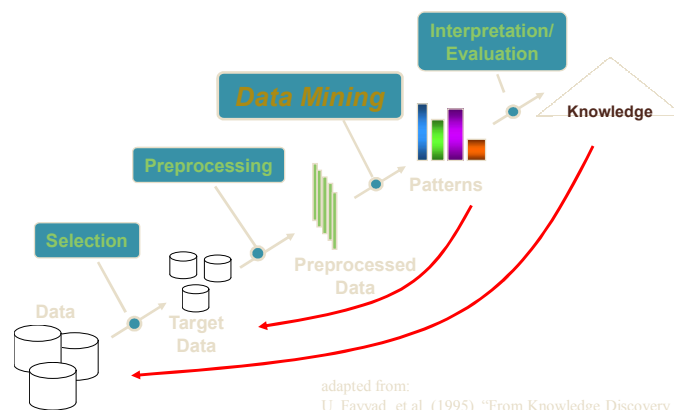 Interpretation/
Evaluation
Data Mining
Knowledge
Preprocessing
Patterns
Selection
Preprocessed
Data
Data
Target
Data
adapted from:
U. Fayyad, et al. (1995), "From Knowledge Discovery